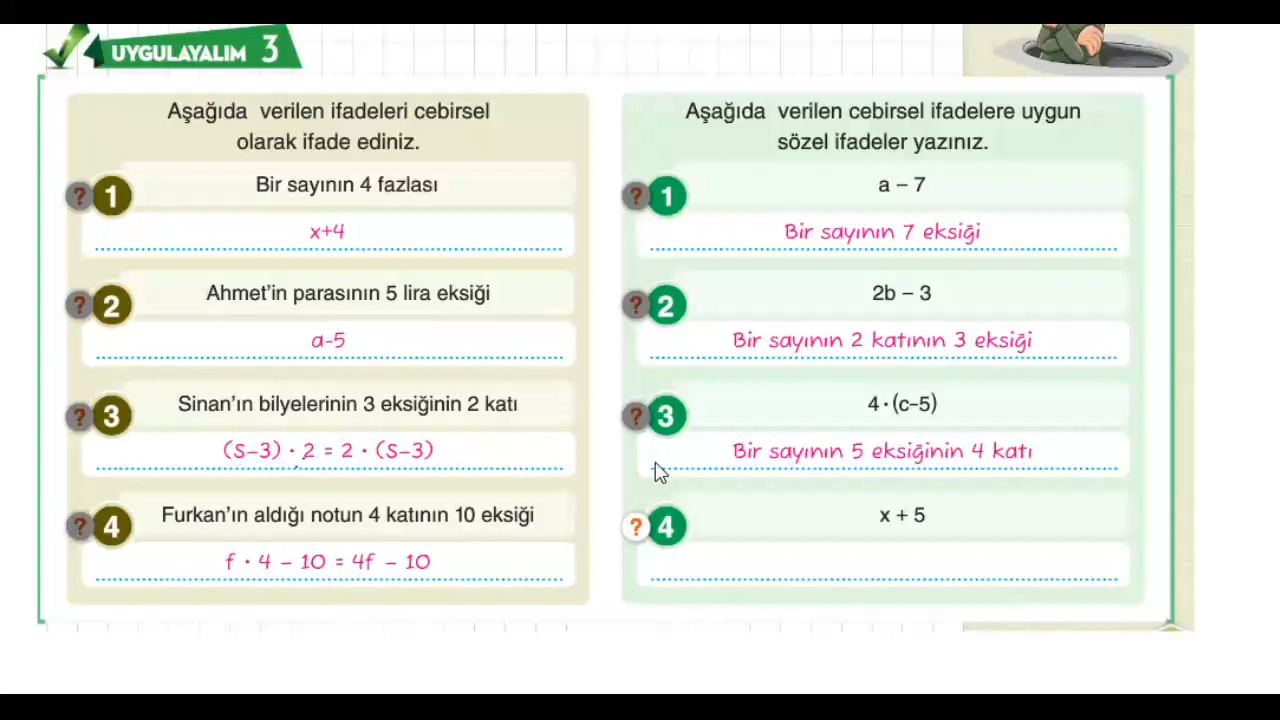 UYGULAYALIM 3
Aşağıda verilen ifadeleri cebirsel
olarak ifade ediniz.
? 1 Bir sayının 4 fazlası
x+4
? 2 Ahmet'in parasının 5 lira eksiği
a-5
? 3 Sinan'ın bilyelerinin 3 eksiğinin 2 katı
(S-3) · 2 = 2 · (S-3)
? 4 Furkan'ın aldığı notun 4 katının 10 eksiği
f · 4 - 10 = 4f - 10
Aşağıda verilen cebirsel ifadelere uygun
sözel ifadeler yazınız.
? 1 a – 7
Bir sayının 7 eksiği
? 2 2b – 3
Bir sayının 2 katının 3 eksiği
? 3 4 · (c-5)
Bir sayının 5 eksiğinin 4 katı
? 4 x + 5